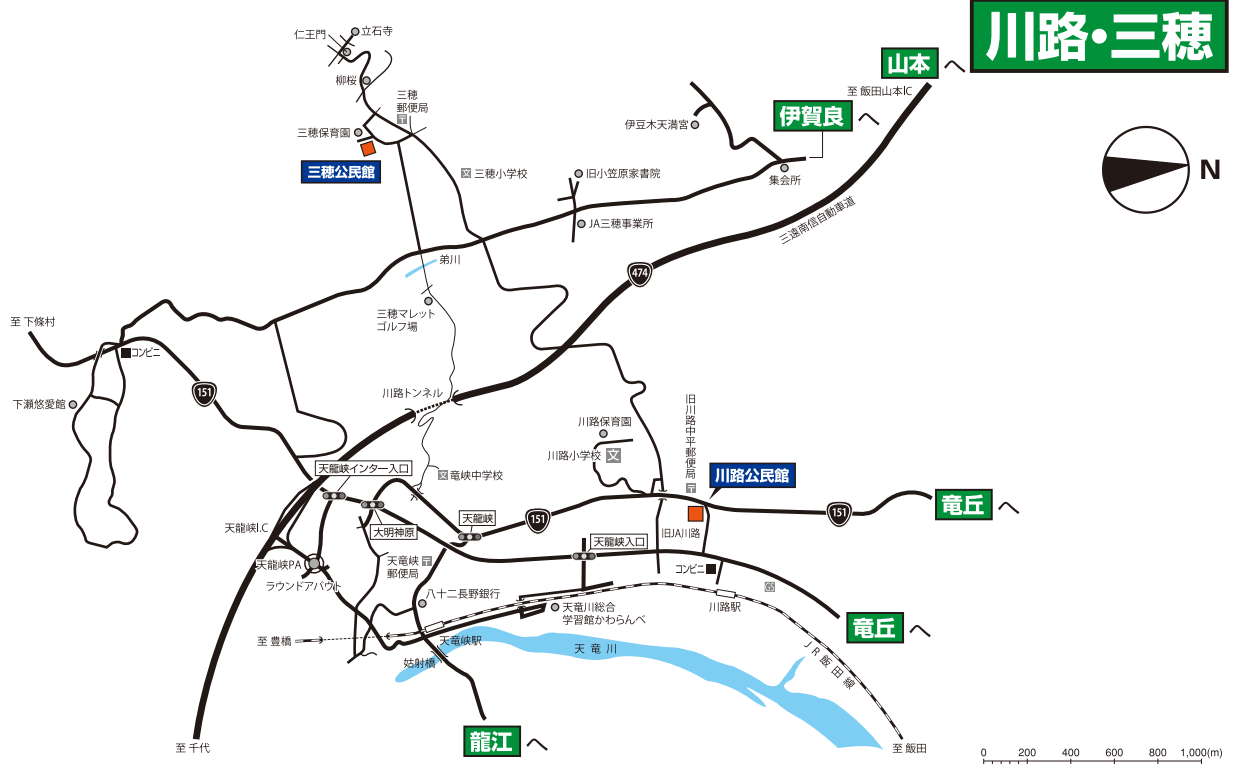 川路・三穂
山本へ
至 飯田山本IC
伊賀良へ
仁王門
立石寺
柳桜
三穂
郵便局
三穂保育園
三穂公民館
文 三穂小学校
伊豆木天満宮
集会所
旧小笠原家書院
JA三穂事業所
三遠南信自動車道
N
弟川
474
三穂マレット
ゴルフ場
至 下條村
コンビニ
151
下瀬悠愛館
川路トンネル
旧川路中平郵便局
川路保育園
川路小学校 文
文 竜峡中学校
天龍峡インター入口
川路公民館
竜丘へ
天龍峡
151
151
天龍峡I.C
大明神原
天龍峡入口
旧JA川路
天龍峡PA
ラウンドアバウト
天竜峡
郵便局
コンビニ
八十二長野銀行
天竜川総合
学習館かわらんべ
川路駅
竜丘へ
至 豊橋
天竜峡駅
姑射橋
天竜川
JR飯田線
龍江へ
至 千代
至 飯田
0 200 400 600 800 1,000(m)